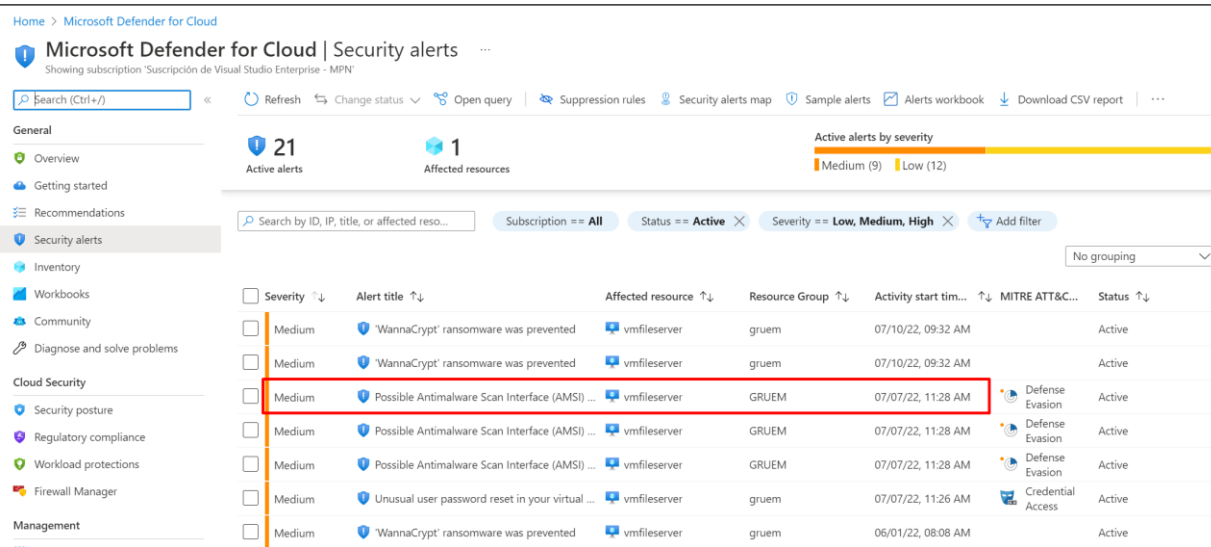 Home > Microsoft Defender for Cloud
Microsoft Defender for Cloud | Security alerts ...
Showing subscription 'Suscripción de Visual Studio Enterprise - MPN'
Search (Ctrl+/) «
Refresh Change status Open query Suppression rules Security alerts map Sample alerts Alerts workbook Download CSV report ...
General
Overview
Getting started
Recommendations
Security alerts
Inventory
Workbooks
Community
Diagnose and solve problems
Cloud Security
Security posture
Regulatory compliance
Workload protections
Firewall Manager
Management
21
Active alerts
1
Affected resources
Active alerts by severity
Medium (9) Low (12)
Search by ID, IP, title, or affected reso...
Subscription == All Status == Active Severity == Low, Medium, High Add filter
No grouping
Severity Alert title Affected resource Resource Group Activity start tim... MITRE ATT&C... Status
Medium 'WannaCrypt' ransomware was prevented vmfileserver gruem 07/10/22, 09:32 AM Active
Medium 'WannaCrypt' ransomware was prevented vmfileserver gruem 07/10/22, 09:32 AM Active
Medium Possible Antimalware Scan Interface (AMSI) ... vmfileserver GRUEM 07/07/22, 11:28 AM Defense Evasion Active
Medium Possible Antimalware Scan Interface (AMSI) ... vmfileserver GRUEM 07/07/22, 11:28 AM Defense Evasion Active
Medium Possible Antimalware Scan Interface (AMSI) ... vmfileserver GRUEM 07/07/22, 11:28 AM Defense Evasion Active
Medium Unusual user password reset in your virtual ... vmfileserver gruem 07/07/22, 11:26 AM Credential Access Active
Medium 'WannaCrypt' ransomware was prevented vmfileserver gruem 06/01/22, 08:08 AM Active